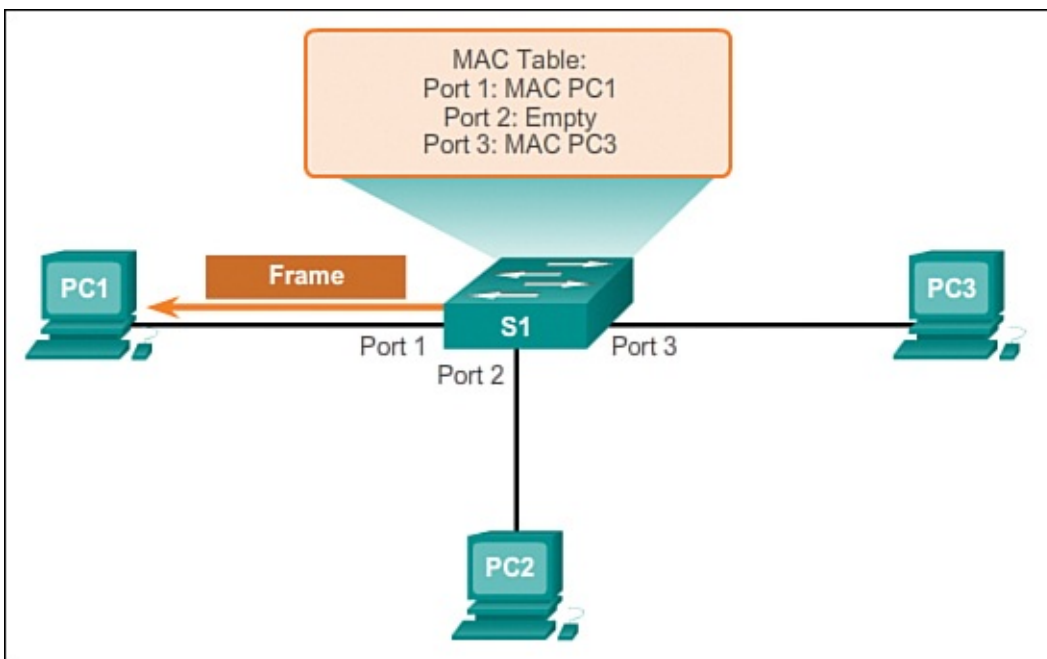 MAC Table:
Port 1: MAC PC1
Port 2: Empty
Port 3: MAC PC3
PC1
Frame
PC3
S1
Port 1
Port 3
Port 2
PC2